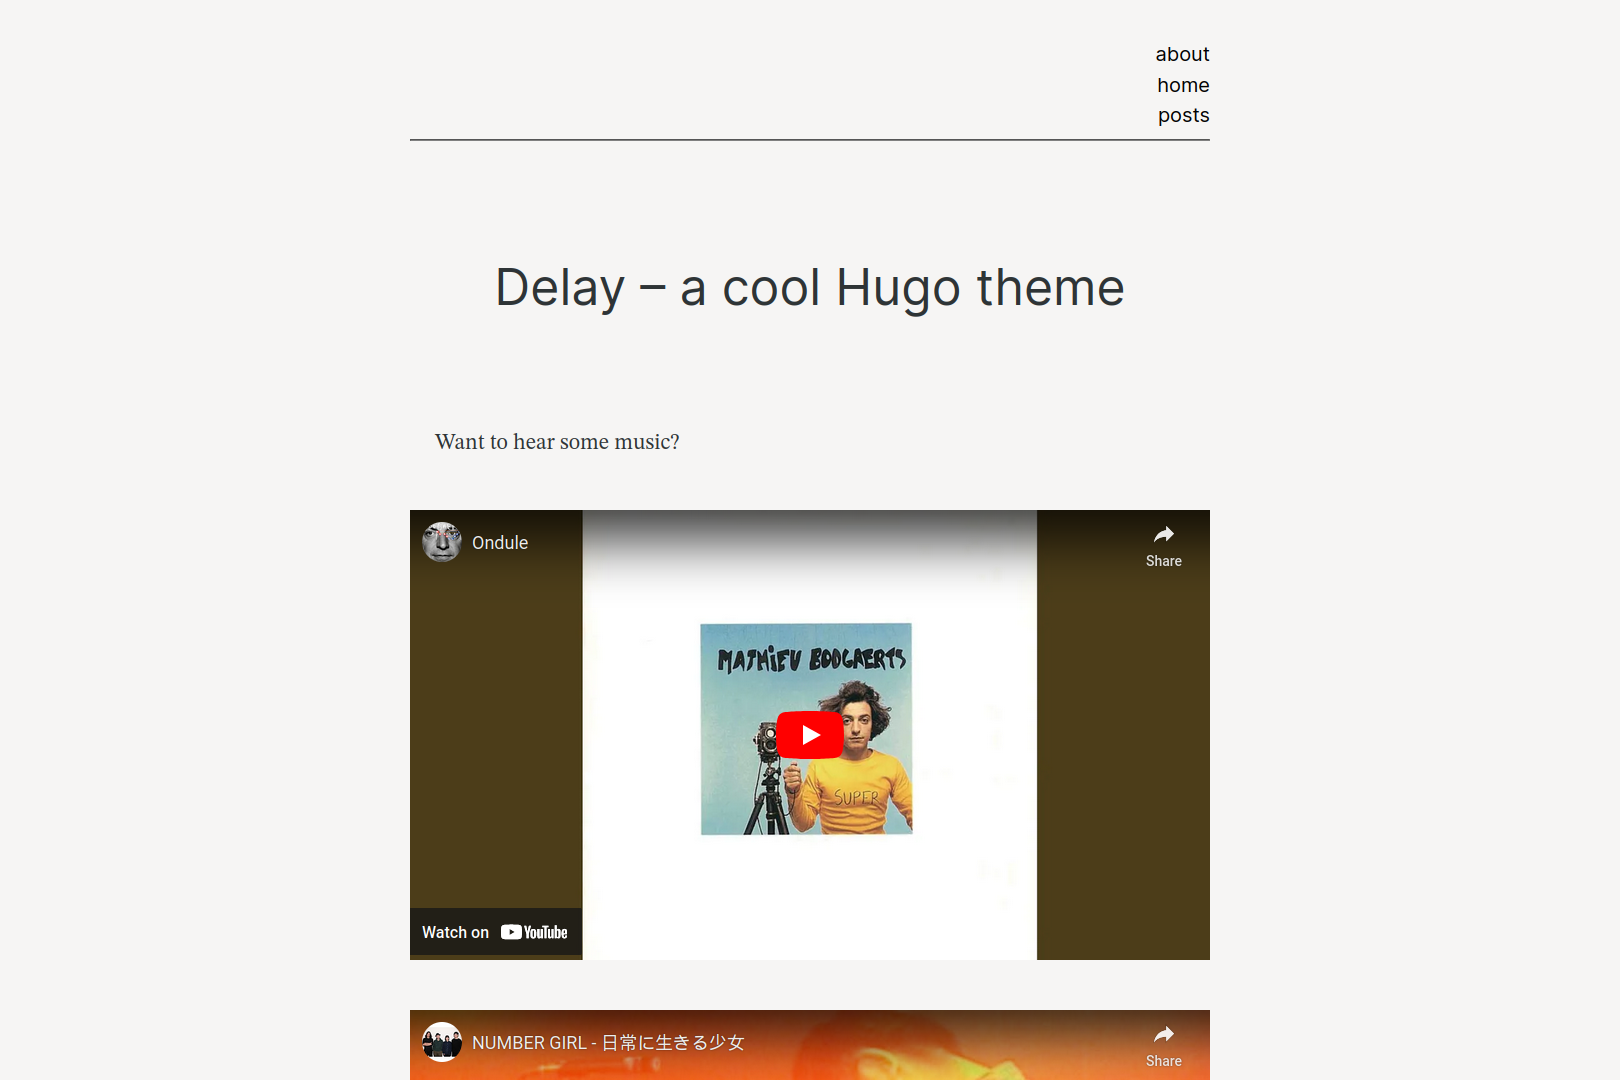 about
home
posts
Delay – a cool Hugo theme
Want to hear some music?
Ondule
Share
MATHIEU BOOGAERTS
SUPER
Watch on YouTube
NUMBER GIRL - 日常に生きる少女
Share